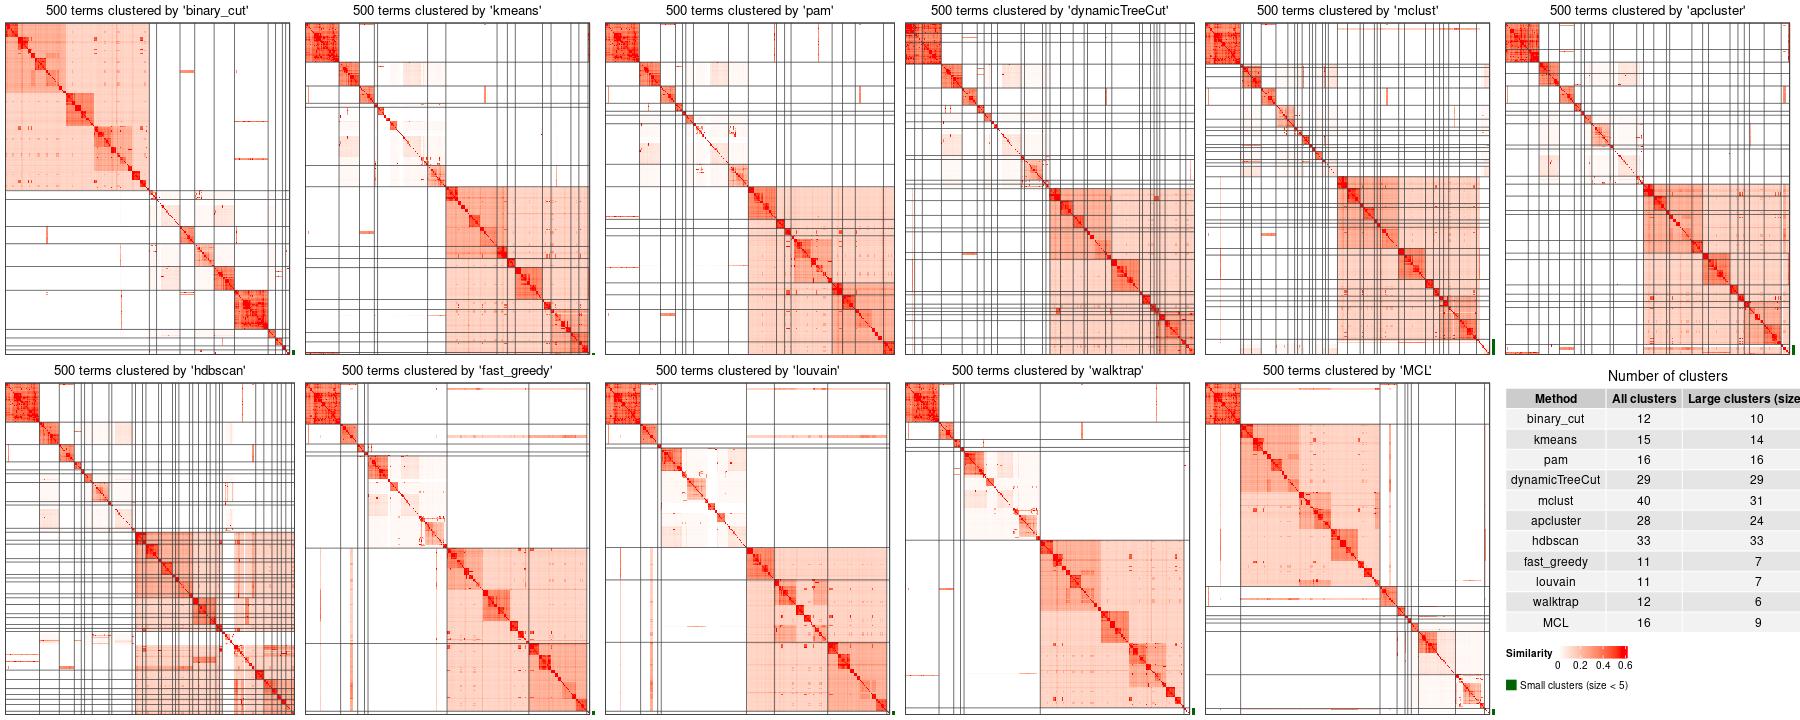 500 terms clustered by 'binary_cut'
500 terms clustered by 'kmeans'
500 terms clustered by 'pam'
500 terms clustered by 'dynamicTreeCut'
500 terms clustered by 'mclust'
500 terms clustered by 'apcluster'
500 terms clustered by 'hdbscan'
500 terms clustered by 'fast_greedy'
500 terms clustered by 'louvain'
500 terms clustered by 'walktrap'
500 terms clustered by 'MCL'
Number of clusters
Method All clusters Large clusters (size
binary_cut 12 10
kmeans 15 14
pam 16 16
dynamicTreeCut 29 29
mclust 40 31
apcluster 28 24
hdbscan 33 33
fast_greedy 11 7
louvain 11 7
walktrap 12 6
MCL 16 9
Similarity
0 0.2 0.4 0.6
Small clusters (size < 5)